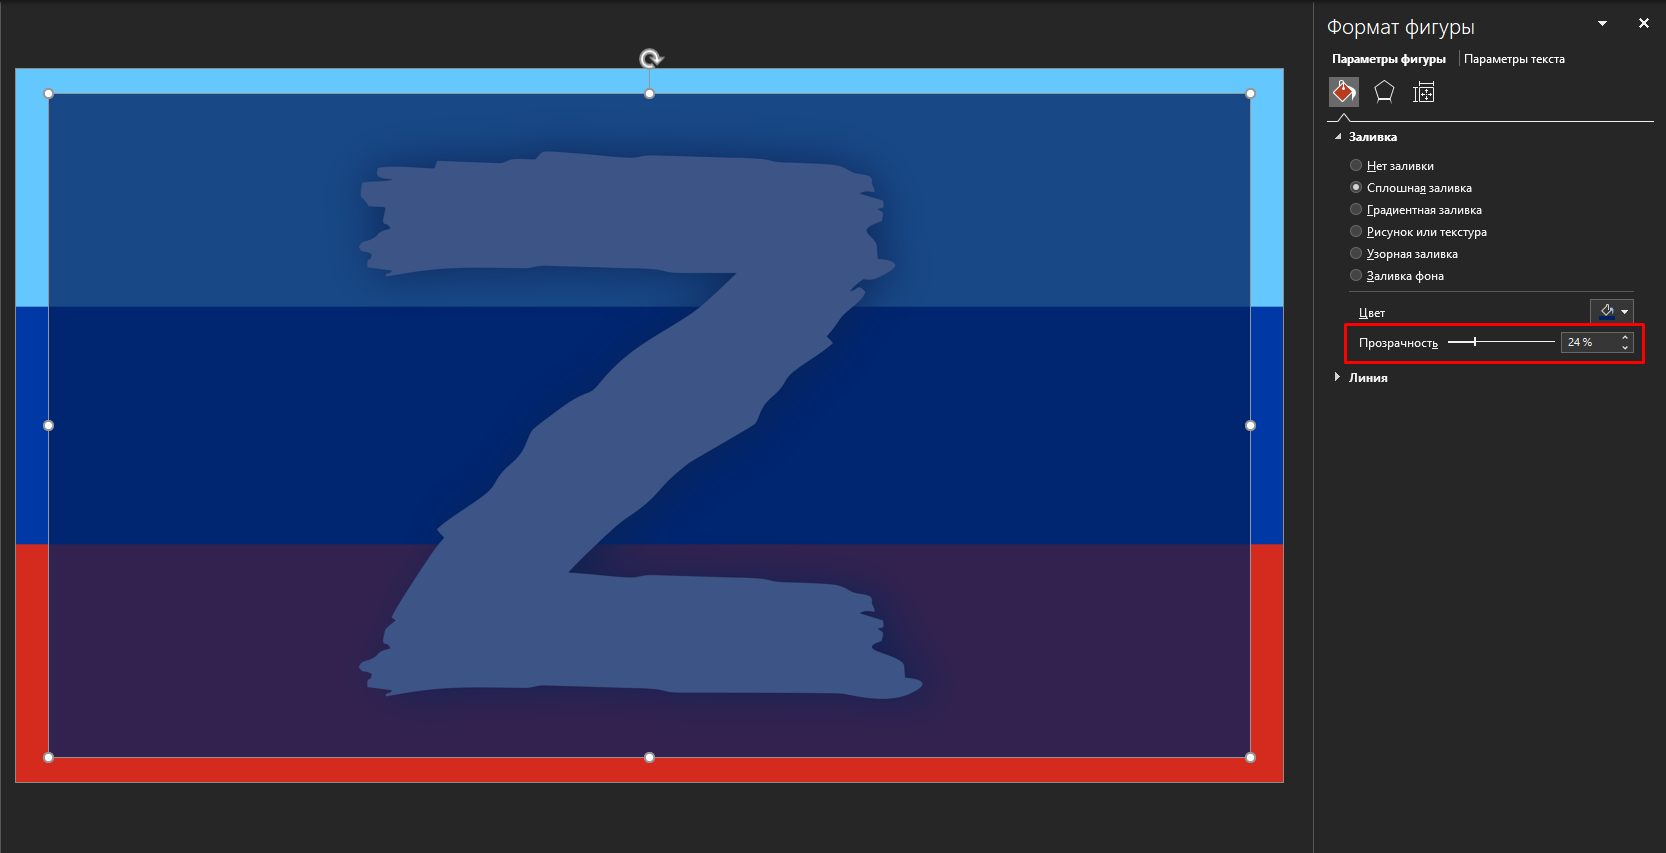 Формат фигуры
Параметры фигуры Параметры текста
Заливка
Нет заливки
Сплошная заливка
Градиентная заливка
Рисунок или текстура
Узорная заливка
Заливка фона
Цвет
Прозрачность 24 %
Линия
Z